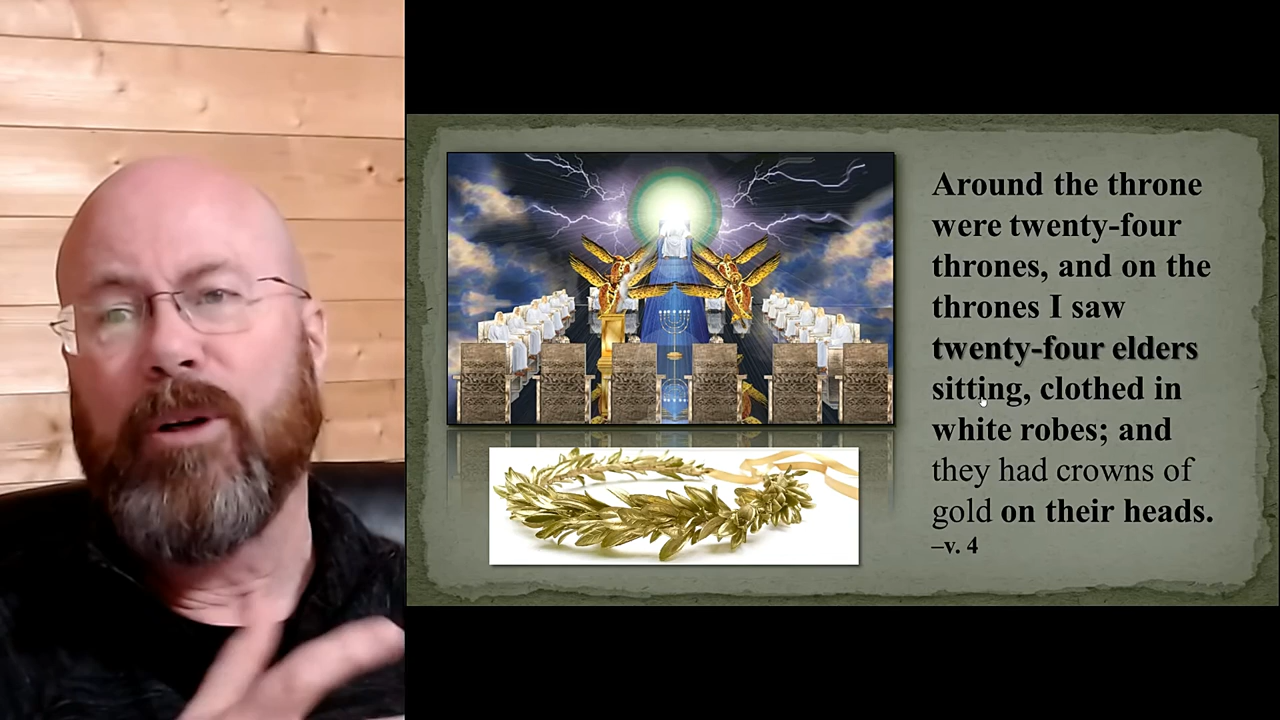 Around the throne
were twenty-four
thrones, and on the
thrones I saw
twenty-four elders
sitting, clothed in
white robes; and
they had crowns of
gold on their heads.
–v. 4